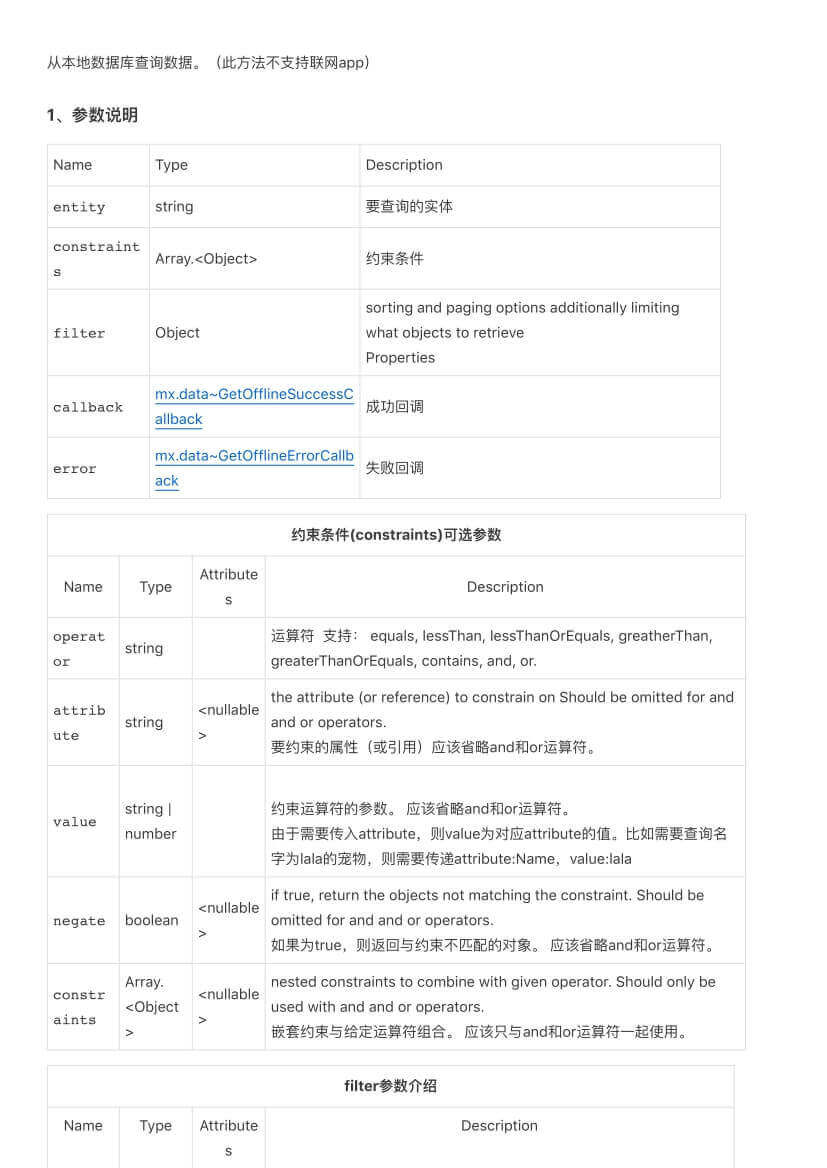 从本地数据库查询数据。（此方法不支持联网app）
1、参数说明
Name Type Description
entity string 要查询的实体
constraint
s
Array.<Object> 约束条件
filter Object
sorting and paging options additionally limiting
what objects to retrieve
Properties
callback
mx.data~GetOfflineSuccessC
allback
成功回调
error
mx.data~GetOfflineErrorCallb
ack
失败回调
约束条件(constraints)可选参数
Name Type
Attribute
s
Description
operat
or
string
运算符 支持： equals, lessThan, lessThanOrEquals, greatherThan,
greaterThanOrEquals, contains, and, or.
attrib
ute
string
<nullable
>
the attribute (or reference) to constrain on Should be omitted for and
and or operators.
要约束的属性（或引用）应该省略and和or运算符。
value
string |
number
约束运算符的参数。 应该省略and和or运算符。
由于需要传入attribute，则value为对应attribute的值。比如需要查询名
字为lala的宠物，则需要传递attribute:Name，value:lala
negate boolean
<nullable
>
if true, return the objects not matching the constraint. Should be
omitted for and and or operators.
如果为true，则返回与约束不匹配的对象。 应该省略and和or运算符。
constr
aints
Array.
<Object
>
<nullable
>
nested constraints to combine with given operator. Should only be
used with and and or operators.
嵌套约束与给定运算符组合。 应该只与and和or运算符一起使用。
filter参数介绍
Name Type
Attribute
s
Description